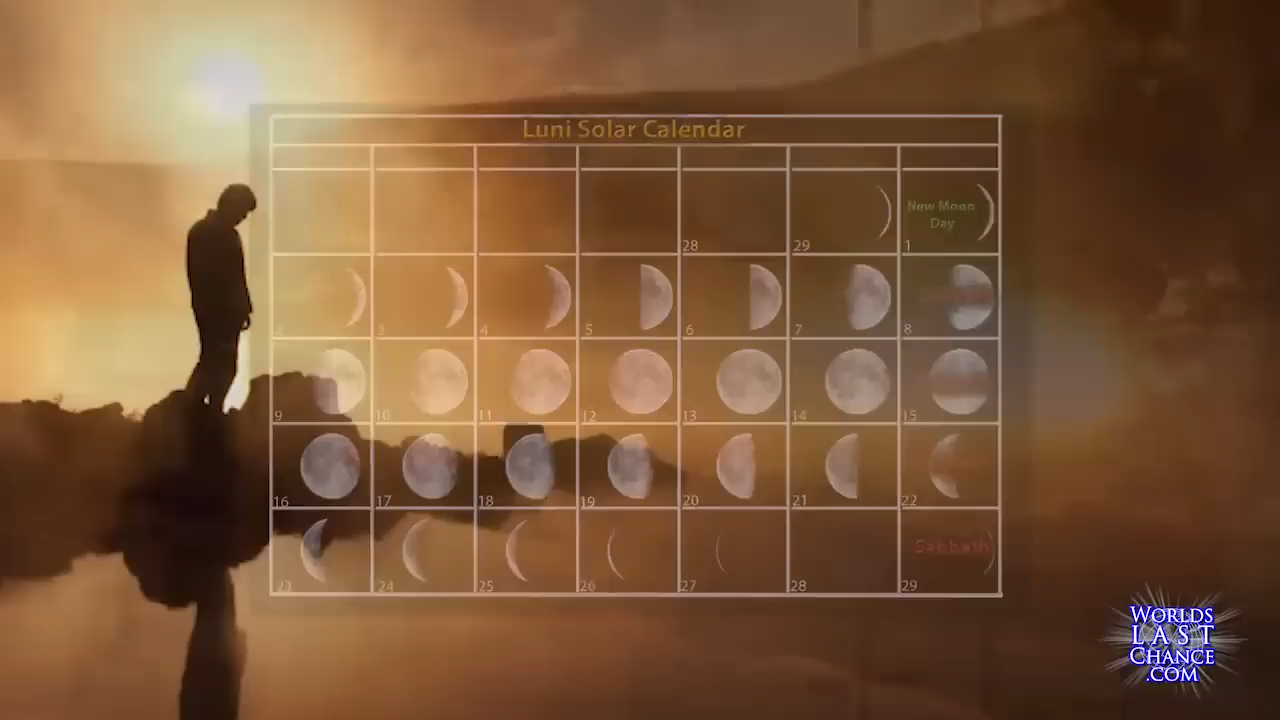 Luni Solar Calendar
28 29 New Moon
Day
1
2 3 4 5 6 7 8
9 10 11 12 13 14 15
16 17 18 19 20 21 22
Sabbath
23 24 25 26 27 28 29
WORLDS
LAST
CHANCE
.COM